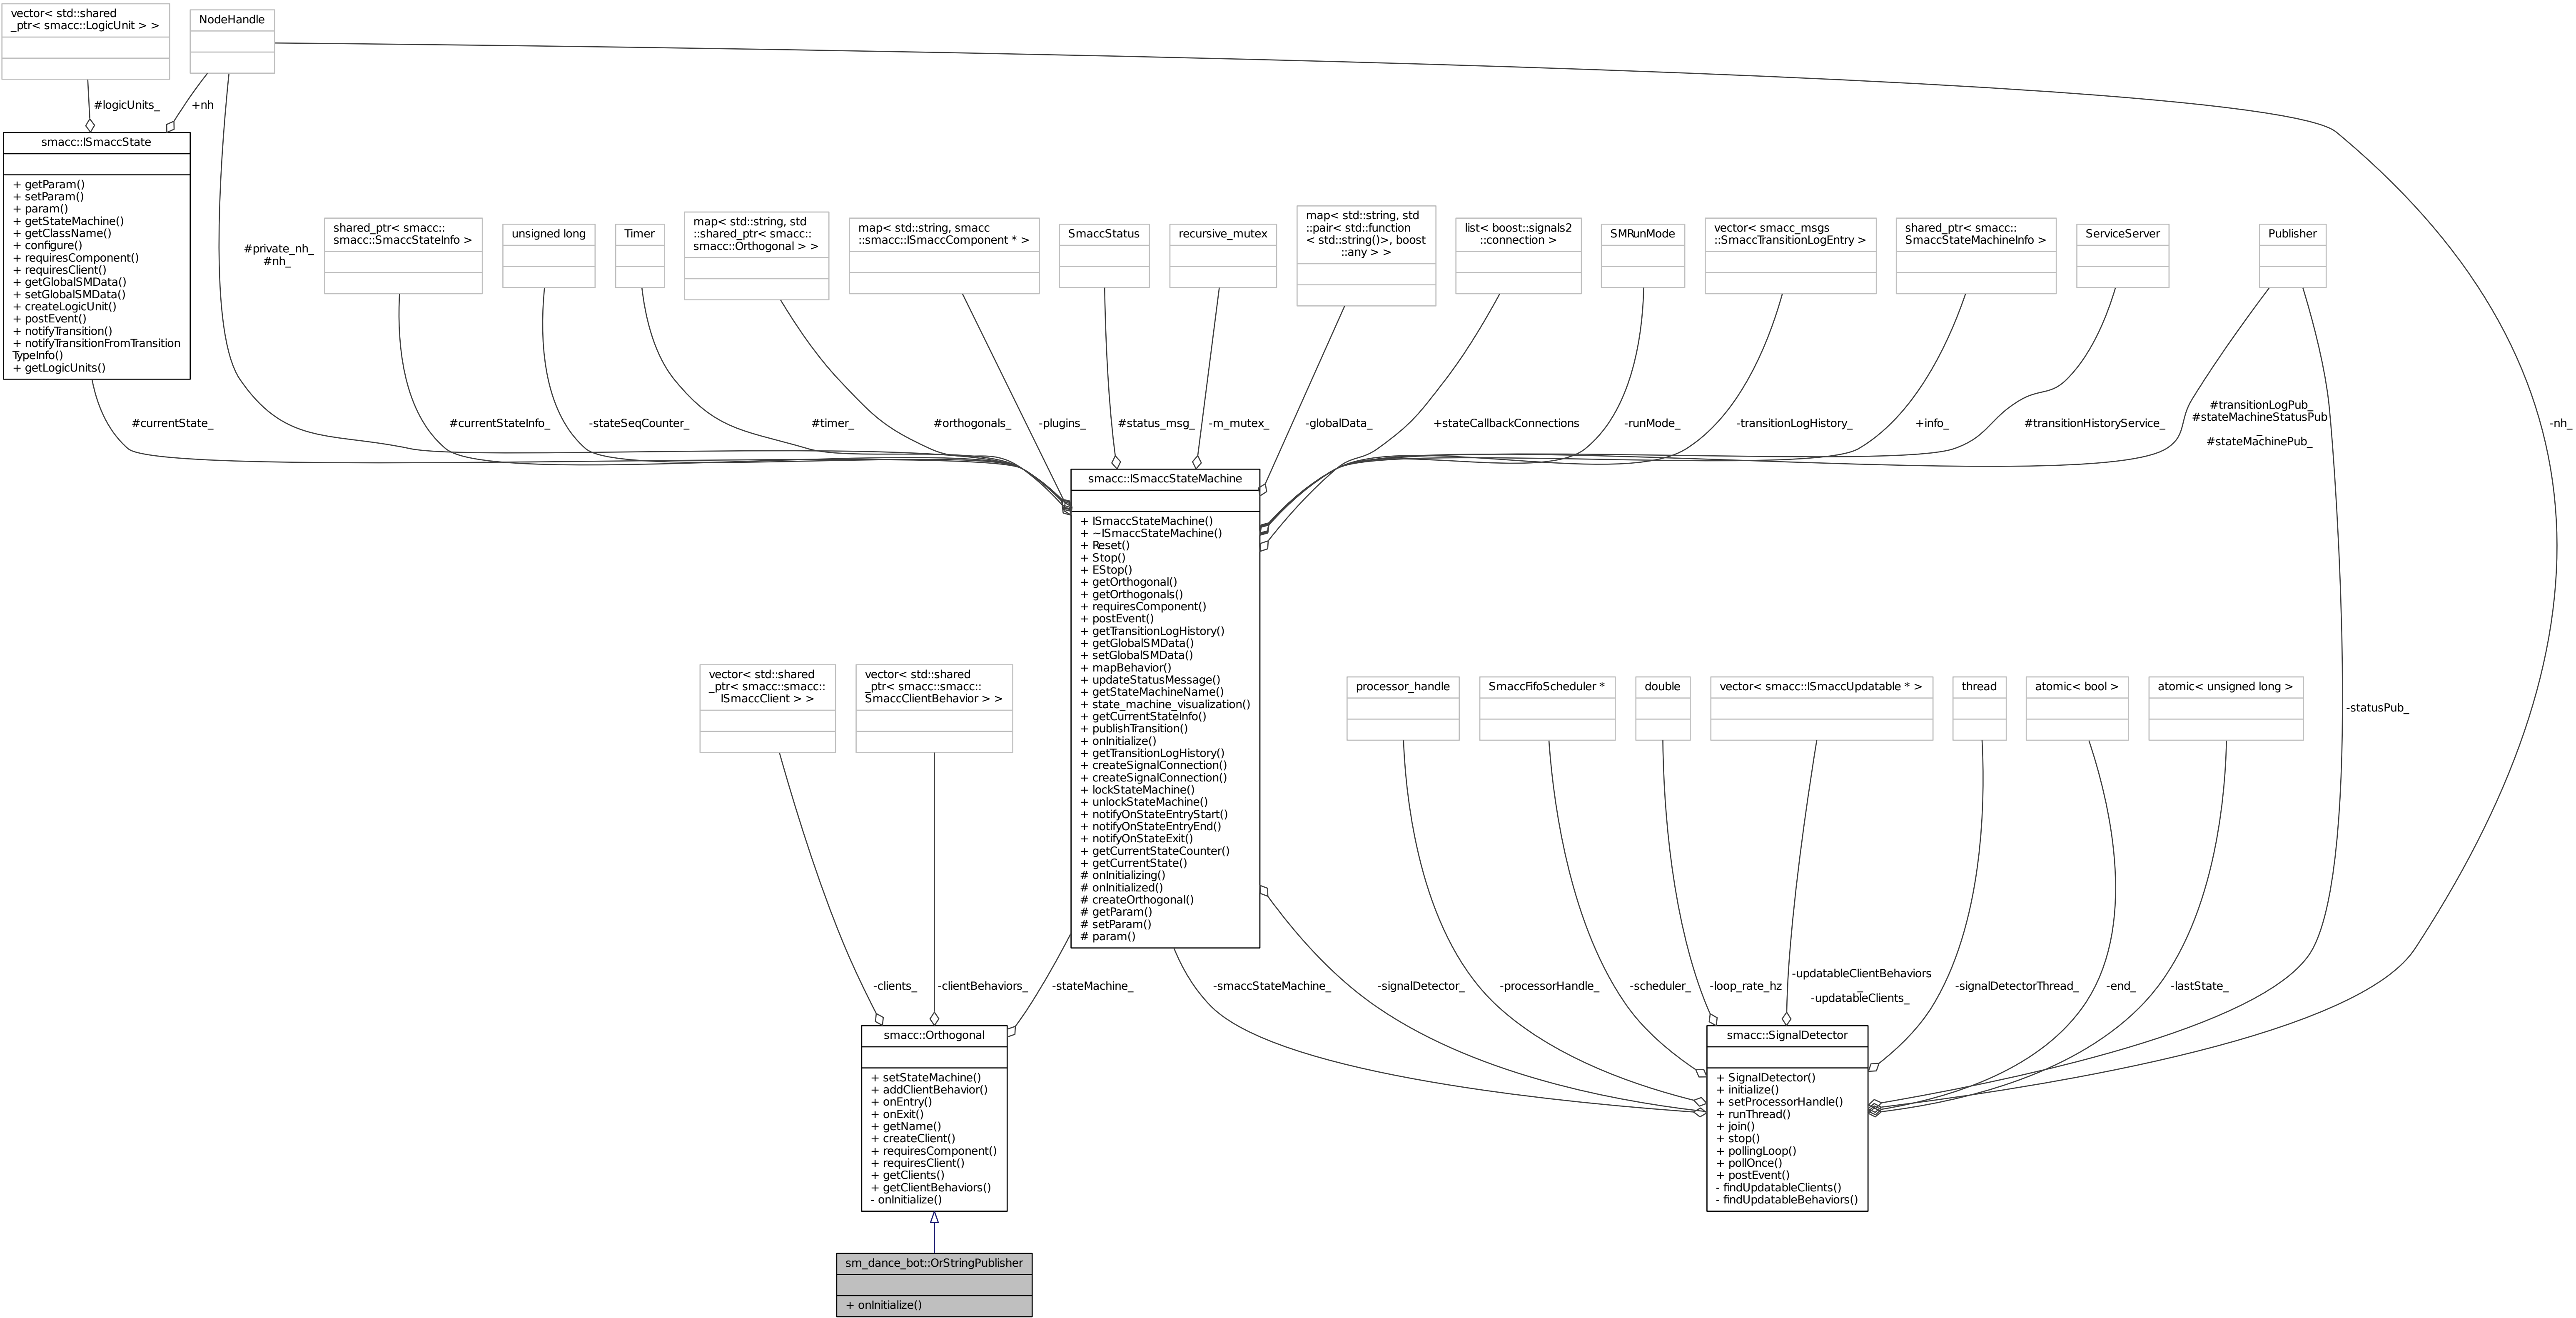 vector< std::shared
_ptr< smacc::LogicUnit > >
NodeHandle
#logicUnits_
+nh
smacc::ISmaccState
+ getParam()
+ setParam()
+ param()
+ getStateMachine()
+ getClassName()
+ configure()
+ requiresComponent()
+ requiresClient()
+ getGlobalSMData()
+ setGlobalSMData()
+ createLogicUnit()
+ postEvent()
+ notifyTransition()
+ notifyTransitionFromTransition
TypeInfo()
+ getLogicUnits()
#private_nh_
#nh_
shared_ptr< smacc::
smacc::SmaccStateInfo >
unsigned long
Timer
map< std::string, std
::shared_ptr< smacc::
smacc::Orthogonal > >
map< std::string, smacc
::smacc::ISmaccComponent * >
SmaccStatus
recursive_mutex
map< std::string, std
::pair< std::function
< std::string()>, boost
::any > >
list< boost::signals2
::connection >
SMRunMode
vector< smacc_msgs
::SmaccTransitionLogEntry >
shared_ptr< smacc::
SmaccStateMachineInfo >
ServiceServer
Publisher
#currentState_
#currentStateInfo_
-stateSeqCounter_
#timer_
#orthogonals_
-plugins_
#status_msg_
-m_mutex_
-globalData_
+stateCallbackConnections
-runMode_
-transitionLogHistory_
+info_
#transitionHistoryService_
#transitionLogPub_
#stateMachineStatusPub
_
#stateMachinePub_
-nh_
smacc::ISmaccStateMachine
+ ISmaccStateMachine()
+ ~ISmaccStateMachine()
+ Reset()
+ Stop()
+ EStop()
+ getOrthogonal()
+ getOrthogonals()
+ requiresComponent()
+ postEvent()
+ getTransitionLogHistory()
+ getGlobalSMData()
+ setGlobalSMData()
+ mapBehavior()
+ updateStatusMessage()
+ getStateMachineName()
+ state_machine_visualization()
+ getCurrentStateInfo()
+ publishTransition()
+ onInitialize()
+ getTransitionLogHistory()
+ createSignalConnection()
+ createSignalConnection()
+ lockStateMachine()
+ unlockStateMachine()
+ notifyOnStateEntryStart()
+ notifyOnStateEntryEnd()
+ notifyOnStateExit()
+ getCurrentStateCounter()
+ getCurrentState()
# onInitializing()
# onInitialized()
# createOrthogonal()
# getParam()
# setParam()
# param()
vector< std::shared
_ptr< smacc::smacc::
ISmaccClient > >
vector< std::shared
_ptr< smacc::smacc::
SmaccClientBehavior > >
processor_handle
SmaccFifoScheduler *
double
vector< smacc::ISmaccUpdatable * >
thread
atomic< bool >
atomic< unsigned long >
-statusPub_
-clients_
-clientBehaviors_
-stateMachine_
-smaccStateMachine_
-signalDetector_
-processorHandle_
-scheduler_
-loop_rate_hz
-updatableClientBehaviors
_
-updatableClients_
-signalDetectorThread_
-end_
-lastState_
smacc::Orthogonal
+ setStateMachine()
+ addClientBehavior()
+ onEntry()
+ onExit()
+ getName()
+ createClient()
+ requiresComponent()
+ requiresClient()
+ getClients()
+ getClientBehaviors()
- onInitialize()
smacc::SignalDetector
+ SignalDetector()
+ initialize()
+ setProcessorHandle()
+ runThread()
+ join()
+ stop()
+ pollingLoop()
+ pollOnce()
+ postEvent()
- findUpdatableClients()
- findUpdatableBehaviors()
sm_dance_bot::OrStringPublisher
+ onInitialize()